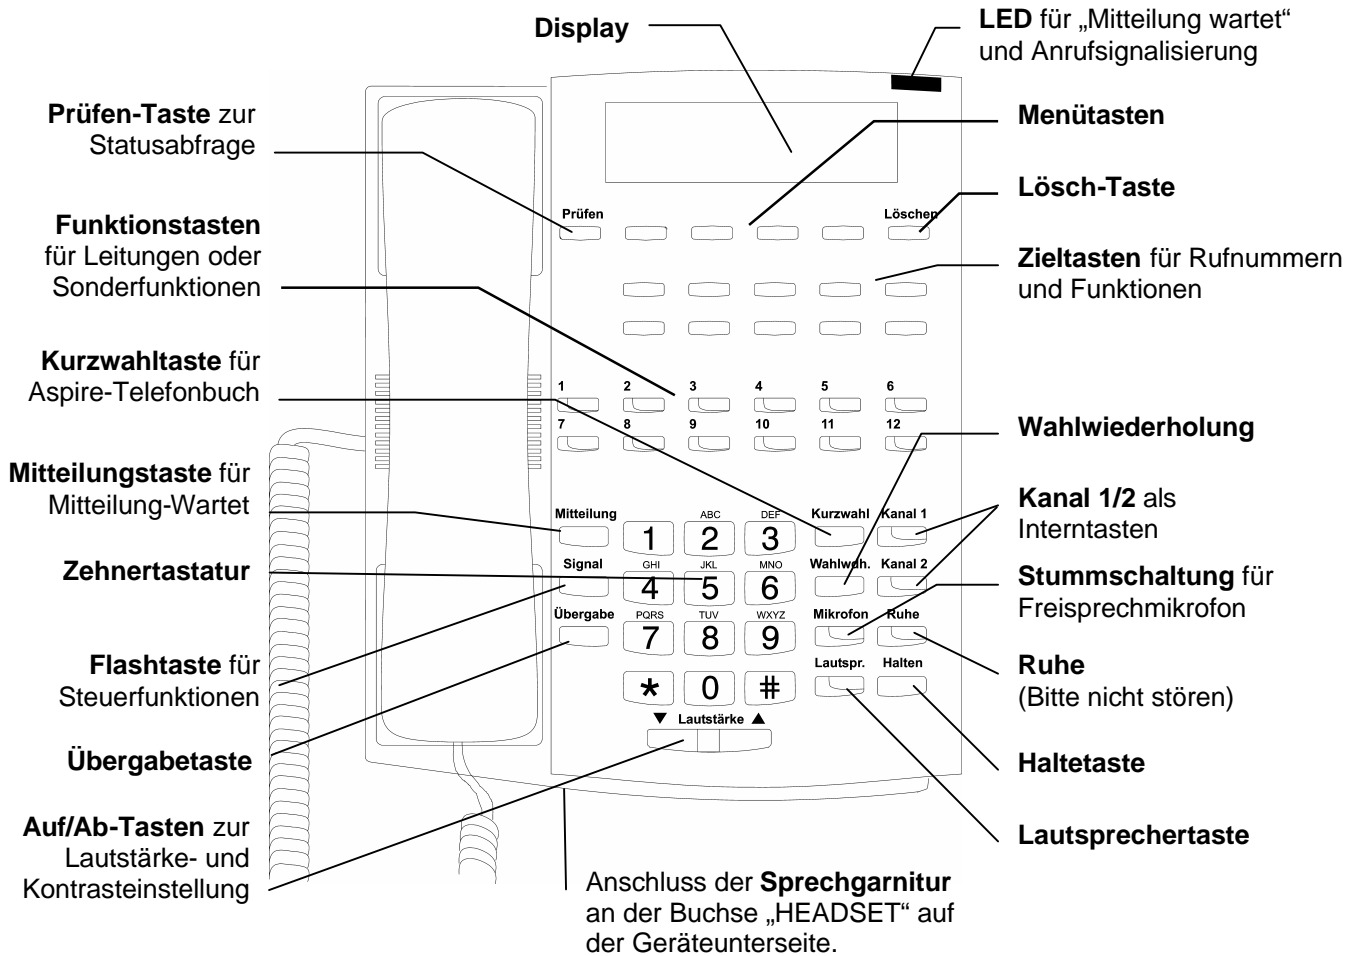 Display
LED für „Mitteilung wartet“
und Anrufsignalisierung
Prüfen-Taste zur
Statusabfrage
Menütasten
Lösch-Taste
Funktionstasten
für Leitungen oder
Sonderfunktionen
Zieltasten für Rufnummern
und Funktionen
Kurzwahltaste für
Aspire-Telefonbuch
Wahlwiederholung
Mitteilungstaste für
Mitteilung-Wartet
Kanal 1/2 als
Interntasten
Zehnertastatur
Stummschaltung für
Freisprechmikrofon
Flashtaste für
Steuerfunktionen
Ruhe
(Bitte nicht stören)
Übergabetaste
Haltetaste
Auf/Ab-Tasten zur
Lautstärke- und
Kontrasteinstellung
Lautsprechertaste
Anschluss der Sprechgarnitur
an der Buchse „HEADSET“ auf
der Geräteunterseite.
Prüfen Löschen
1 2 3 4 5 6
7 8 9 10 11 12
Mitteilung ABC DEF Kurzwahl Kanal 1
1 2 3
Signal GHI JKL MNO Wahlwdh. Kanal 2
4 5 6
Übergabe PQRS TUV WXYZ Mikrofon Ruhe
7 8 9
Lautspr. Halten
* 0 #
▼ Lautstärke ▲